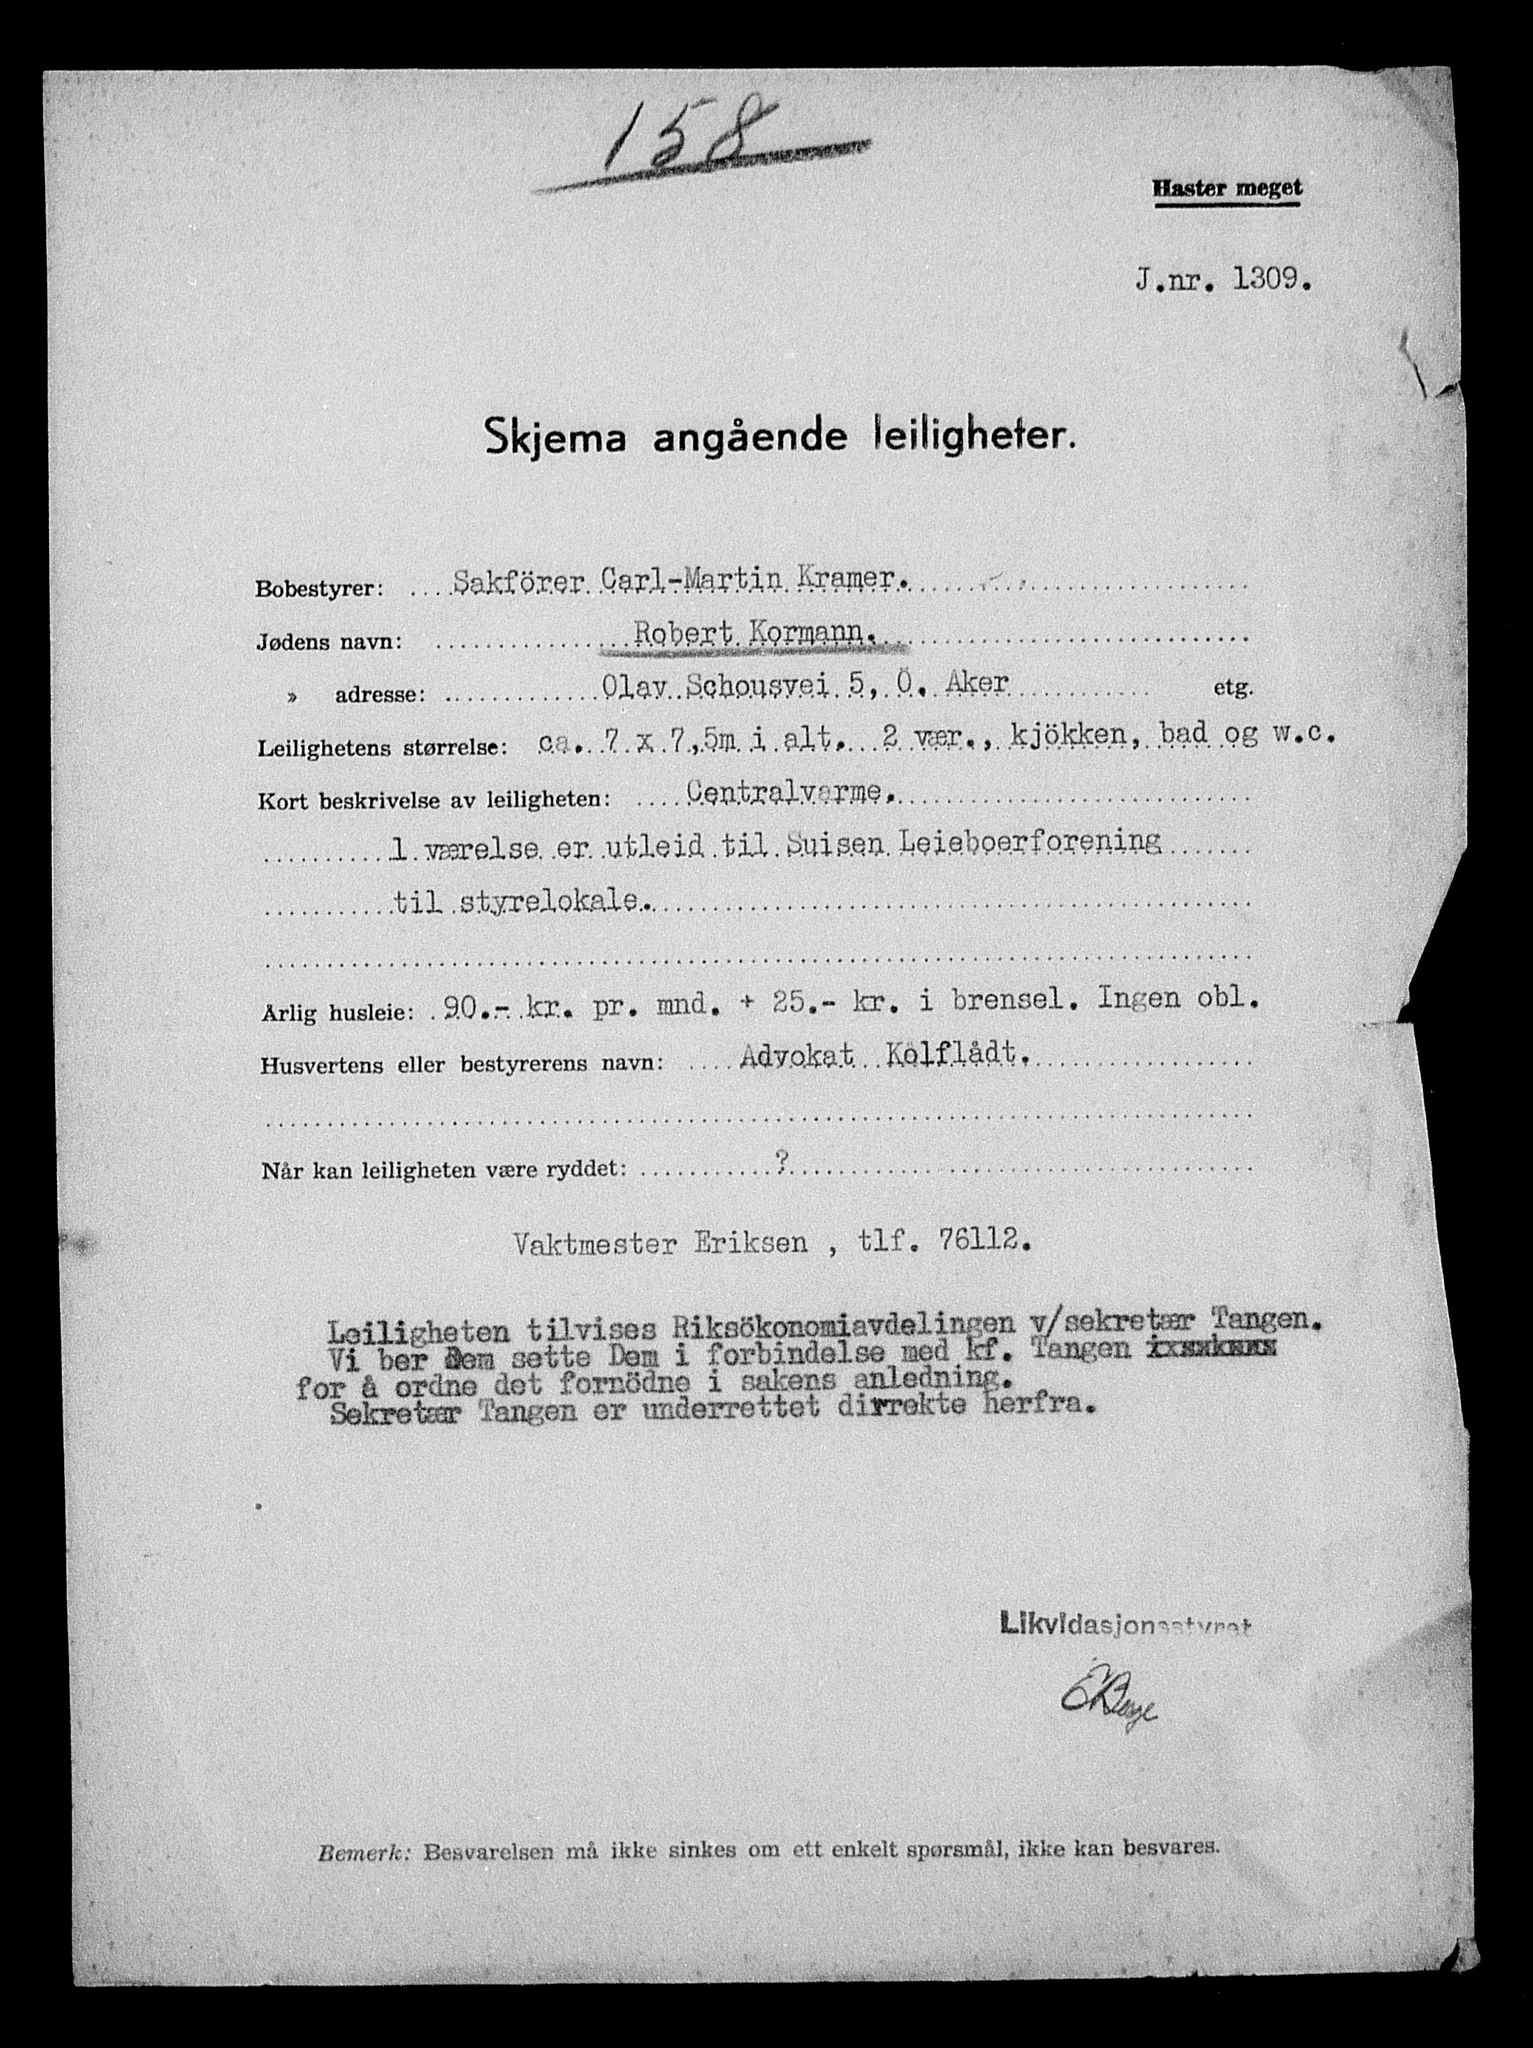 158
Haster meget
J.nr. 1309.
Skjema angående leiligheter.
Bobestyrer: Sakförer Carl-Martin Kramer.
Jødens navn: Robert Kormann.
» adresse: Olav Schousvei 5, Ö. Aker etg.
Leilighetens størrelse: ca. 7 x 7,5m i alt. 2 vær., kjökken, bad og w.c.
Kort beskrivelse av leiligheten: Centralvarme.
1 værelse er utleid til Suisen Leieboerforening
til styrelokale.
Årlig husleie: 90.- kr. pr. mnd. + 25.- kr. i brensel. Ingen obl.
Husvertens eller bestyrerens navn: Advokat Kolflådt.
Når kan leiligheten være ryddet: ?
Vaktmester Eriksen , tlf. 76112.
Leiligheten tilvises Riksökonomiavdelingen v/sekretær Tangen.
Vi ber Dem sette Dem i forbindelse med kf. Tangen
for å ordne det fornödne i sakens anledning.
Sekretær Tangen er underrettet dirrekte herfra.
Likvidasjonsstyret
Bemerk: Besvarelsen må ikke sinkes om ett enkelt spørsmål, ikke kan besvares.